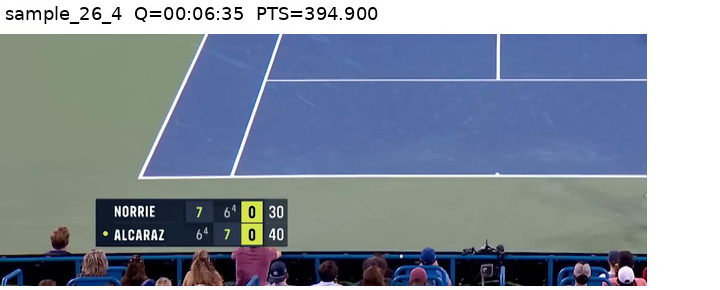 sample_26_4 Q=00:06:35 PTS=394.900
NORRIE 7 6⁴ 0 30
ALCARAZ 6⁴ 7 0 40